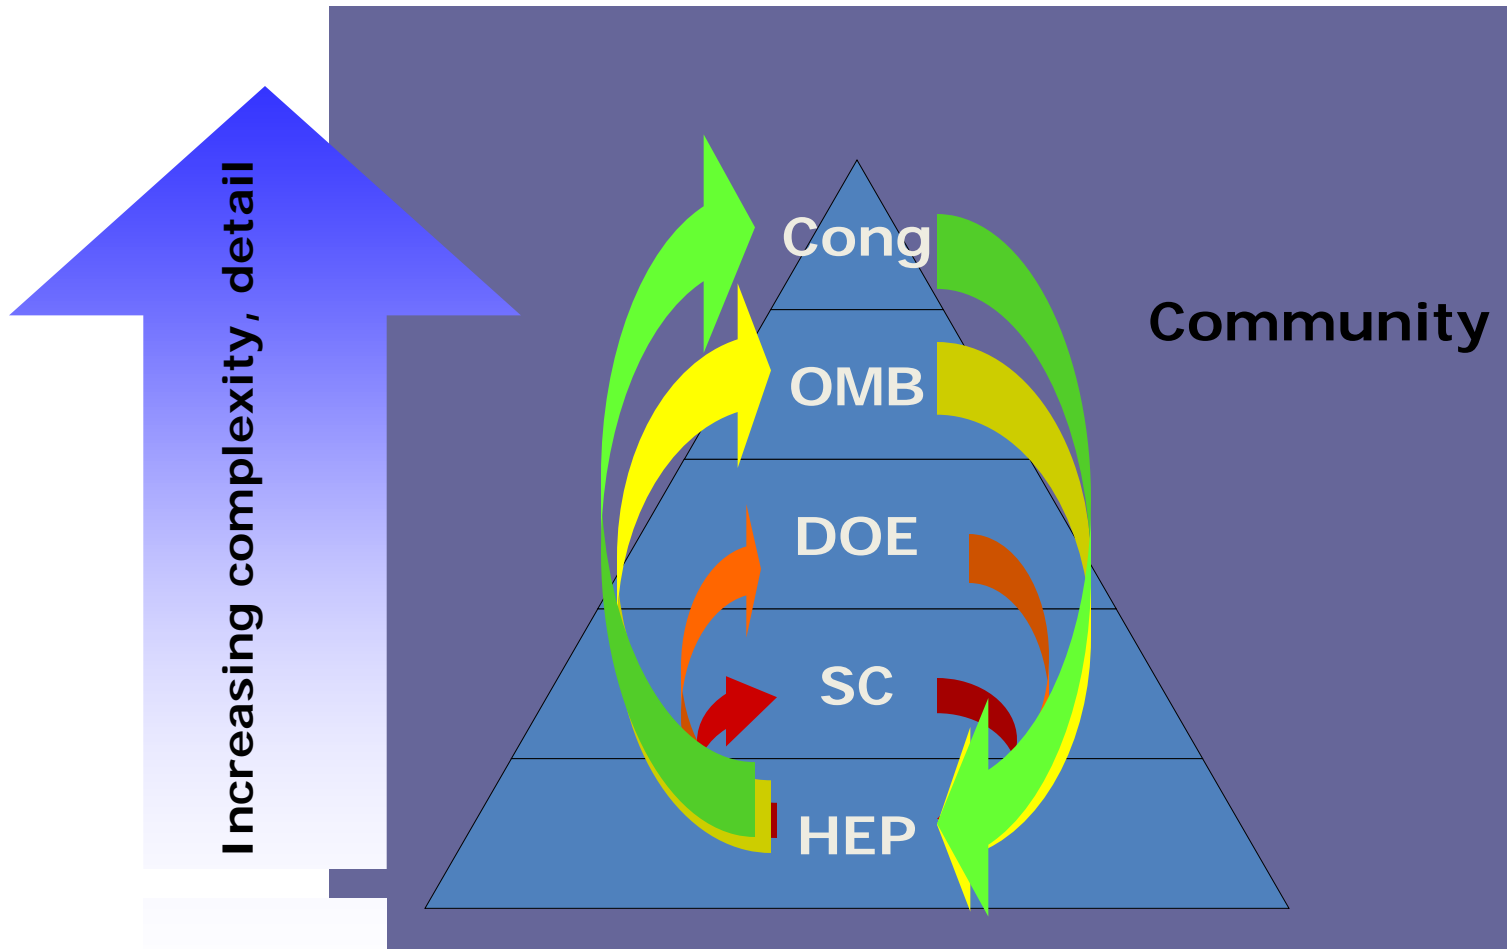 Increasing complexity, detail
Cong
Community
OMB
DOE
SC
HEP